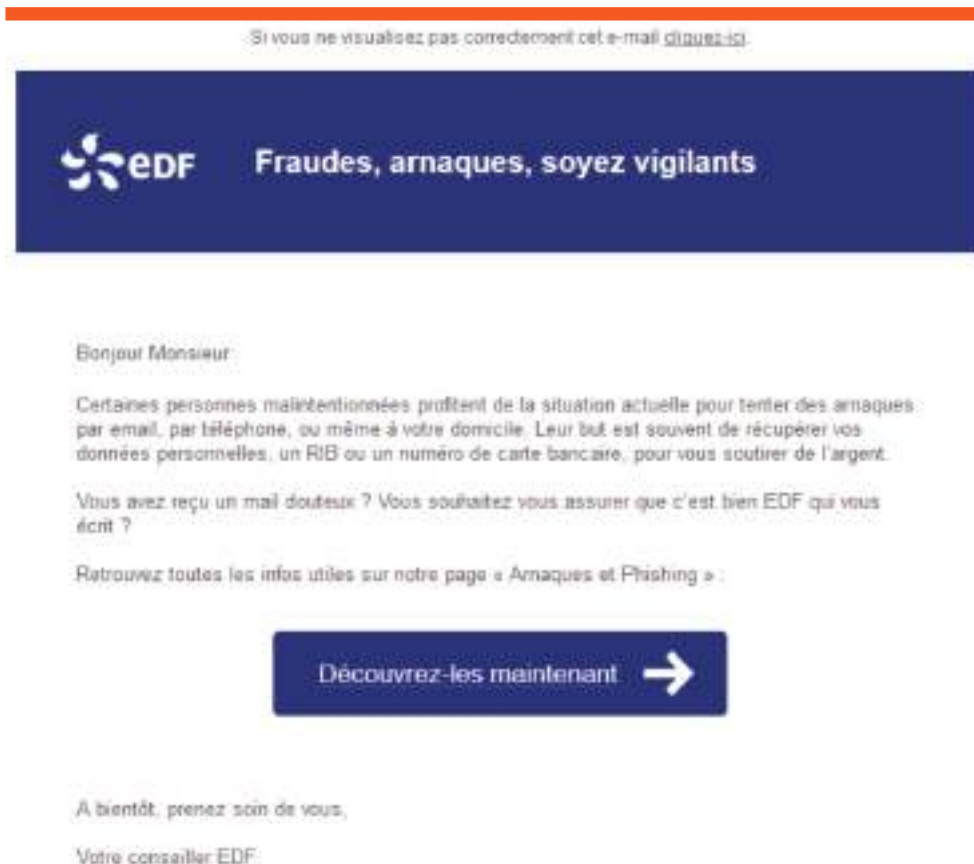 Si vous ne visualisez pas correctement cet e-mail cliquez-ici.
eDF
Fraudes, arnaques, soyez vigilants
Bonjour Monsieur
Certaines personnes malintentionnées profitent de la situation actuelle pour tenter des arnaques
par email, par téléphone, ou même à votre domicile. Leur but est souvent de récupérer vos
données personnelles, un RIB ou un numéro de carte bancaire, pour vous soutirer de l'argent.
Vous avez reçu un mail douteux ? Vous souhaitez vous assurer que c'est bien EDF qui vous
écrit ?
Retrouvez toutes les infos utiles sur notre page « Arnaques et Phishing » :
Découvrez-les maintenant
A bientôt, prenez soin de vous,
Votre conseiller EDF